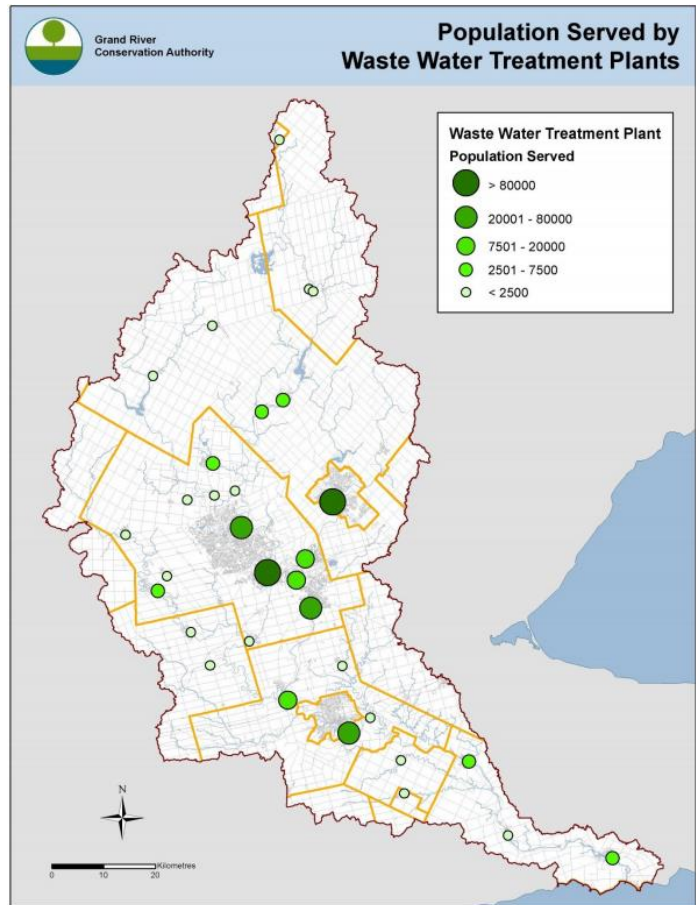 Grand River
Conservation Authority
Population Served by
Waste Water Treatment Plants
Waste Water Treatment Plant
Population Served
> 80000
20001 - 80000
7501 - 20000
2501 - 7500
< 2500
N
Kilometres
0
10
20